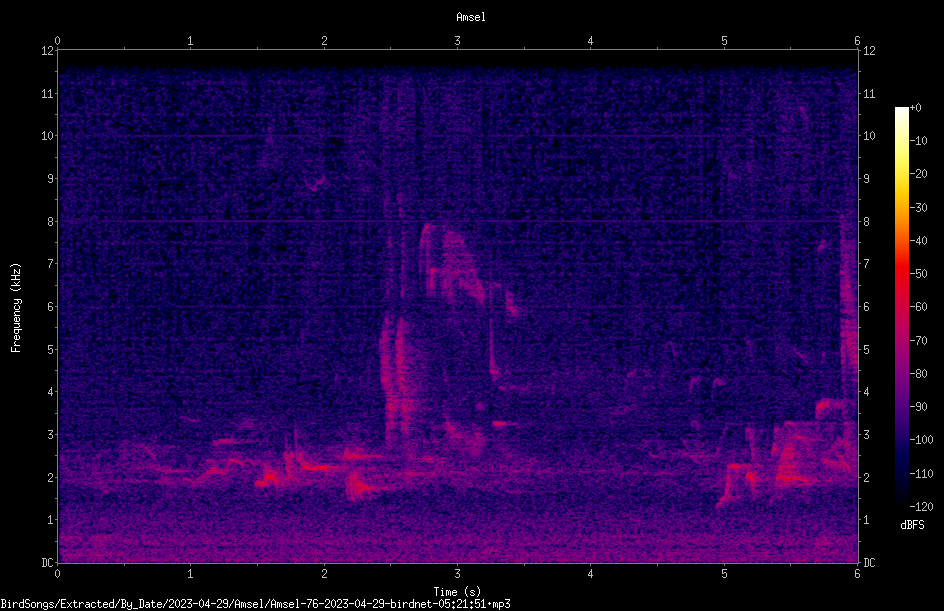 Amsel
0 1 2 3 4 5 6
12 12 +0
11 11 -10
10 10 -20
9 9 -30
8 8 -40
7 7 -50
Frequency (kHz)
6 6 -60
5 5 -70
4 4 -80
3 3 -90
2 2 -100
1 1 -110
-120
dBFS
DC DC
0 1 2 3 4 5 6
Time (s)
BirdSongs/Extracted/By_Date/2023-04-29/Amsel/Amsel-76-2023-04-29-birdnet-05:21:51.mp3